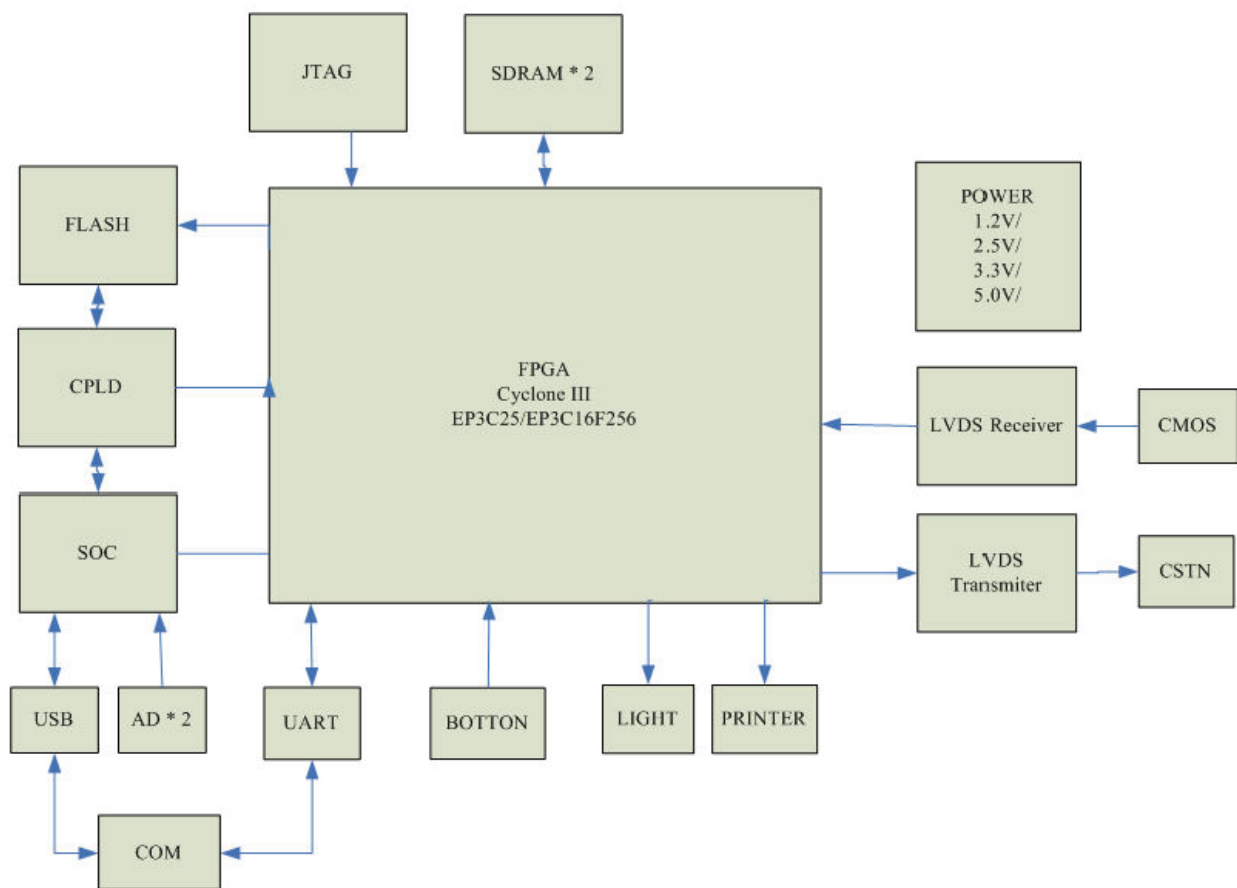 JTAG
SDRAM * 2
FLASH
POWER
1.2V/
2.5V/
3.3V/
5.0V/
CPLD
FPGA
Cyclone III
EP3C25/EP3C16F256
LVDS Receiver
CMOS
SOC
LVDS
Transmiter
CSTN
USB
AD * 2
UART
BOTTON
LIGHT
PRINTER
COM